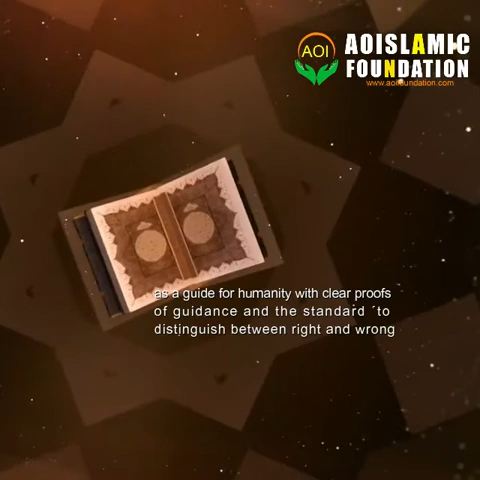 AOI
AOISLAMIC
FOUNDATION
www.aoifoundation.com
as a guide for humanity with clear proofs
of guidance and the standard ´to
distinguish between right and wrong